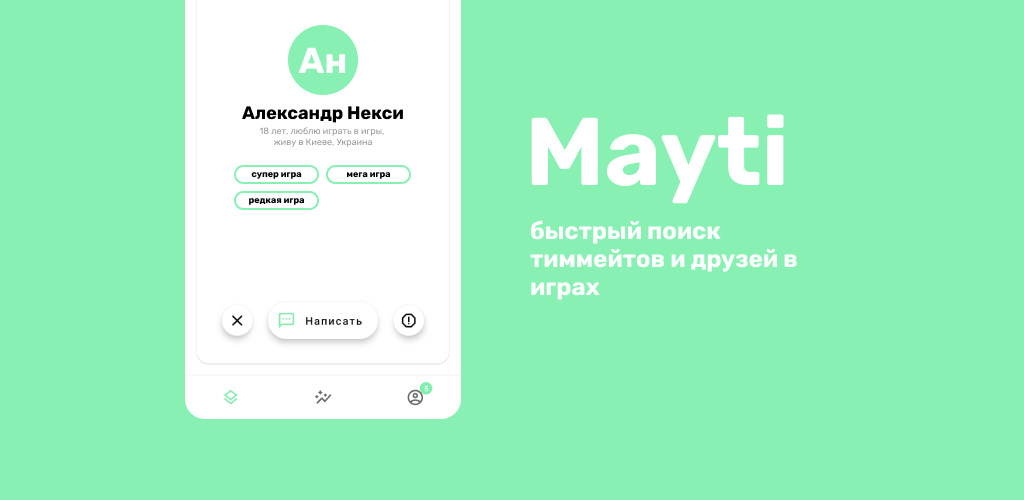 Ан
Александр Некси
18 лет, люблю играть в игры,
живу в Киеве, Украина
супер игра
мега игра
редкая игра
Написать
5
Mayti
быстрый поиск
тиммейтов и друзей в
играх